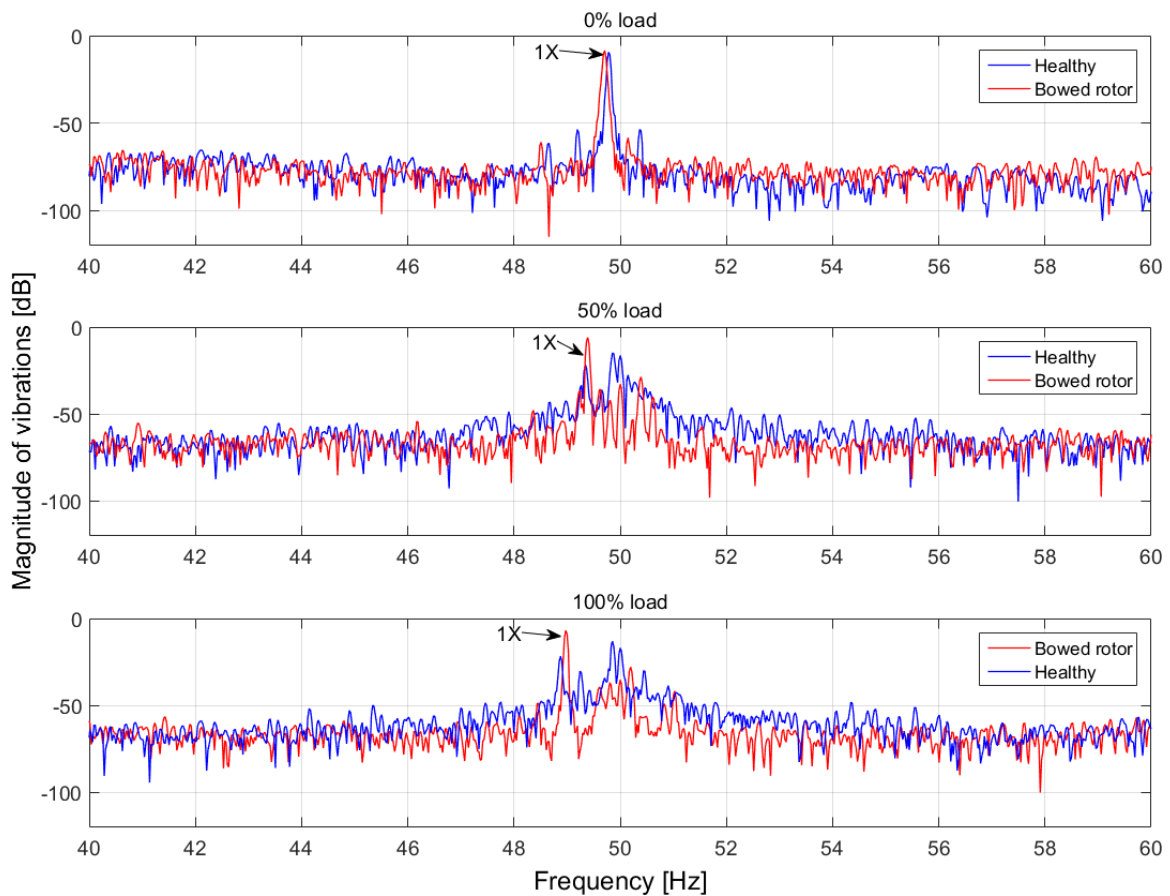 0% load
0
-50
-100
1X
Healthy
Bowed rotor
40 42 44 46 48 50 52 54 56 58 60
50% load
0
-50
-100
1X
Healthy
Bowed rotor
40 42 44 46 48 50 52 54 56 58 60
100% load
0
-50
-100
1X
Bowed rotor
Healthy
40 42 44 46 48 50 52 54 56 58 60
Magnitude of vibrations [dB]
Frequency [Hz]